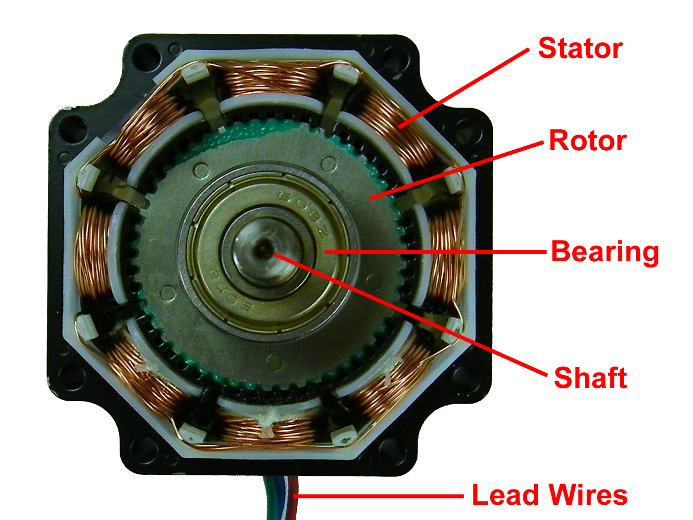 Stator
Rotor
Bearing
Shaft
Lead Wires